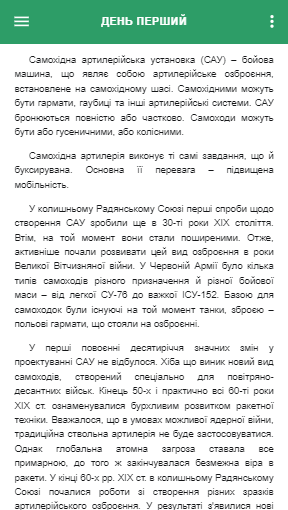 ДЕНЬ ПЕРШИЙ
Самохідна артилерійська установка (САУ) – бойова
машина, що являє собою артилерійське озброєння,
встановлене на самохідному шасі. Самохідними можуть
бути гармати, гаубиці та інші артилерійські системи. САУ
бронюються повністю або частково. Самоходи можуть
бути або гусеничними, або колісними.
Самохідна артилерія виконує ті самі завдання, що й
буксирувана. Основна її перевага – підвищена
мобільність.
У колишньому Радянському Союзі перші спроби щодо
створення САУ зробили ще в 30-ті роки XIX століття.
Втім, на той момент вони стали поширеними. Отже,
активніше почали розвивати цей вид озброєння в роки
Великої Вітчизняної війни. У Червоній Армії було кілька
типів самоходів різного призначення й різної бойової
маси – від легкої СУ-76 до важкої ІСУ-152. Базою для
самоходок були існуючі на той момент танки, зброєю –
польові гармати, що стояли на озброєнні.
У перші повоєнні десятиріччя значних змін у
проектуванні САУ не відбулося. Хіба що виник новий вид
самоходів, створений спеціально для повітряно-
десантних військ. Кінець 50-х і практично всі 60-ті роки
XIX ст. ознаменувалися бурхливим розвитком ракетної
техніки. Вважалося, що в умовах можливої ядерної війни,
традиційна ствольна артилерія не буде застосовуватися.
Однак глобальна атомна загроза ставала все
примарною, до того ж закінчувалася безмежна віра в
ракети. У кінці 60-х рр. XIX ст. в колишньому Радянському
Союзі почалися роботи зі створення різних зразків
артилерійського озброєння. У результаті з'явилися нові